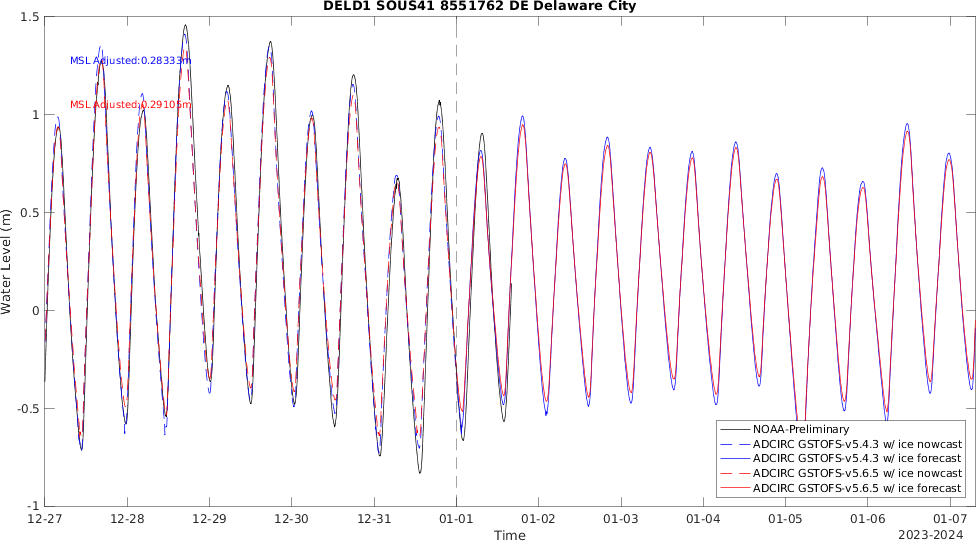 DELD1 SOUS41 8551762 DE Delaware City
1.5
1
0.5
0
-0.5
-1
Water Level (m)
MSL Adjusted:0.28333m
MSL Adjusted:0.29105m
NOAA-Preliminary
ADCIRC GSTOFS-v5.4.3 w/ ice nowcast
ADCIRC GSTOFS-v5.4.3 w/ ice forecast
ADCIRC GSTOFS-v5.6.5 w/ ice nowcast
ADCIRC GSTOFS-v5.6.5 w/ ice forecast
12-27 12-28 12-29 12-30 12-31 01-01 01-02 01-03 01-04 01-05 01-06 01-07
Time
2023-2024